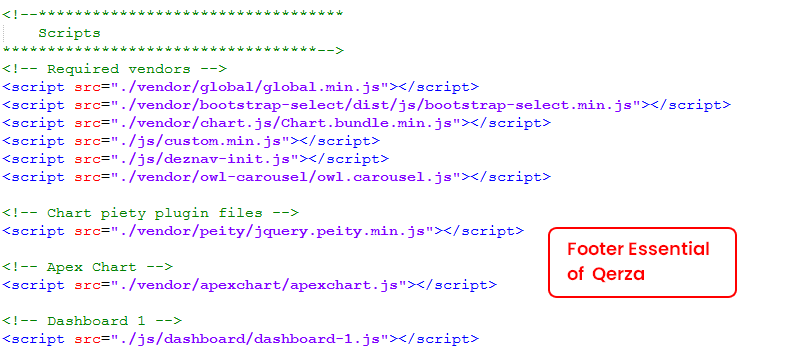 <!--**********************************
    Scripts
***********************************-->
<!-- Required vendors -->
<script src="./vendor/global/global.min.js"></script>
<script src="./vendor/bootstrap-select/dist/js/bootstrap-select.min.js"></script>
<script src="./vendor/chart.js/Chart.bundle.min.js"></script>
<script src="./js/custom.min.js"></script>
<script src="./js/deznav-init.js"></script>
<script src="./vendor/owl-carousel/owl.carousel.js"></script>

<!-- Chart piety plugin files -->
<script src="./vendor/peity/jquery.peity.min.js"></script>

<!-- Apex Chart -->
<script src="./vendor/apexchart/apexchart.js"></script>

<!-- Dashboard 1 -->
<script src="./js/dashboard/dashboard-1.js"></script>

Footer Essential
of Qerza